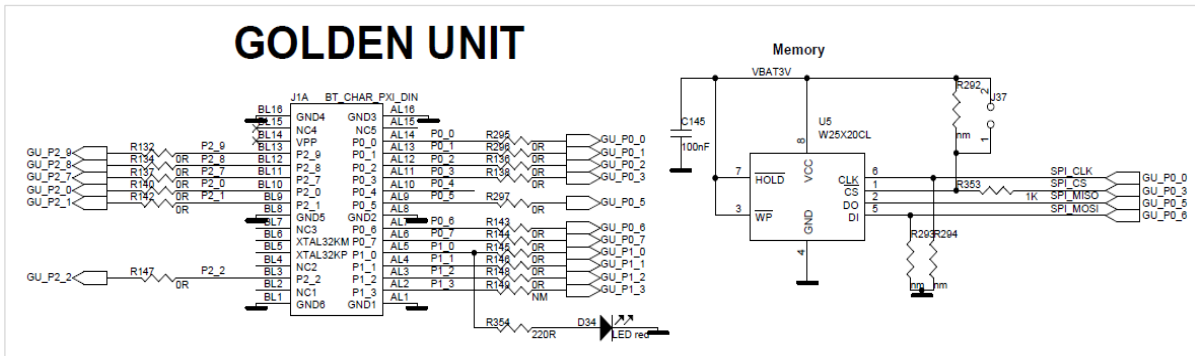 GOLDEN UNIT
Memory
VBAT3V
J1A BT_CHAR_PXI_DIN
R292
J37
2
1
nm
C145
100nF
U5
W25X20CL
8
VCC
7 HOLD
3 WP
CLK 6
CS 1
DO 2
DI 5
GND
4
R353
1K
SPI_CLK GU_P0_0
SPI_CS GU_P0_3
SPI_MISO GU_P0_5
SPI_MOSI GU_P0_6
R293 R294
nm nm
BL16 GND4 GND3 AL16
BL15 NC4 NC5 AL15
BL14 VPP P0_0 AL14 P0_0 R295 0R GU_P0_0
GU_P2_9 R132 0R P2_9 BL13 P2_9 P0_1 AL13 P0_1 R296 0R GU_P0_1
GU_P2_8 R134 0R P2_8 BL12 P2_8 P0_2 AL12 P0_2 R136 0R GU_P0_2
GU_P2_7 R137 0R P2_7 BL11 P2_7 P0_3 AL11 P0_3 R138 0R GU_P0_3
GU_P2_0 R140 0R P2_0 BL10 P2_0 P0_4 AL10 P0_4
GU_P2_1 R142 0R P2_1 BL9 P2_1 P0_5 AL9 P0_5 R297 0R GU_P0_5
BL8 GND5 GND2 AL8
BL7 NC3 P0_6 AL7 P0_6 R143 0R GU_P0_6
BL6 XTAL32KM P0_7 AL6 P0_7 R144 0R GU_P0_7
BL5 XTAL32KP P1_0 AL5 P1_0 R145 0R GU_P1_0
BL4 NC2 P1_1 AL4 P1_1 R146 0R GU_P1_1
GU_P2_2 R147 0R P2_2 BL3 P2_2 P1_2 AL3 P1_2 R148 0R GU_P1_2
BL2 NC1 P1_3 AL2 P1_3 R149 NM GU_P1_3
BL1 GND6 GND1 AL1
R354 220R D34 LED red